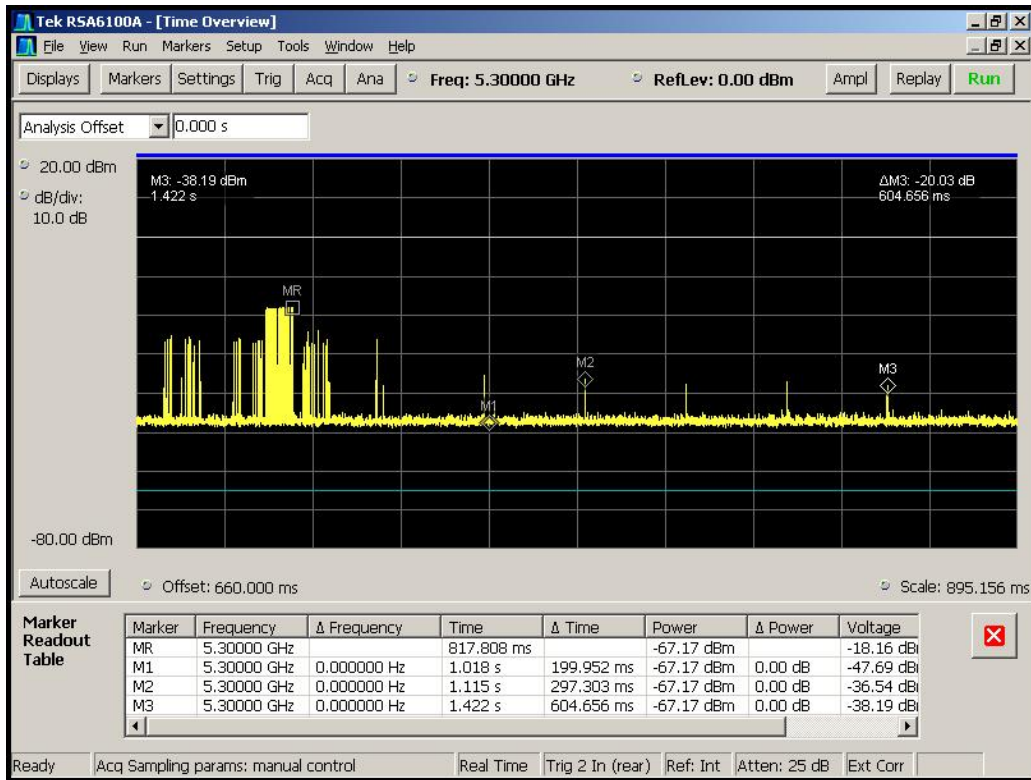 Tek RSA6100A - [Time Overview]
File View Run Markers Setup Tools Window Help
Displays Markers Settings Trig Acq Ana Freq: 5.30000 GHz RefLev: 0.00 dBm Ampl Replay Run
Analysis Offset 0.000 s
20.00 dBm
dB/div:
10.0 dB
M3: -38.19 dBm
1.422 s
ΔM3: -20.03 dB
604.656 ms
MR
M2
M3
M1
-80.00 dBm
Autoscale Offset: 660.000 ms Scale: 895.156 ms
Marker
Readout
Table
Marker Frequency Δ Frequency Time Δ Time Power Δ Power Voltage
MR 5.30000 GHz 817.808 ms -67.17 dBm -18.16 dB
M1 5.30000 GHz 0.000000 Hz 1.018 s 199.952 ms -67.17 dBm 0.00 dB -47.69 dB
M2 5.30000 GHz 0.000000 Hz 1.115 s 297.303 ms -67.17 dBm 0.00 dB -36.54 dB
M3 5.30000 GHz 0.000000 Hz 1.422 s 604.656 ms -67.17 dBm 0.00 dB -38.19 dB
Ready Acq Sampling params: manual control Real Time Trig 2 In (rear) Ref: Int Atten: 25 dB Ext Corr